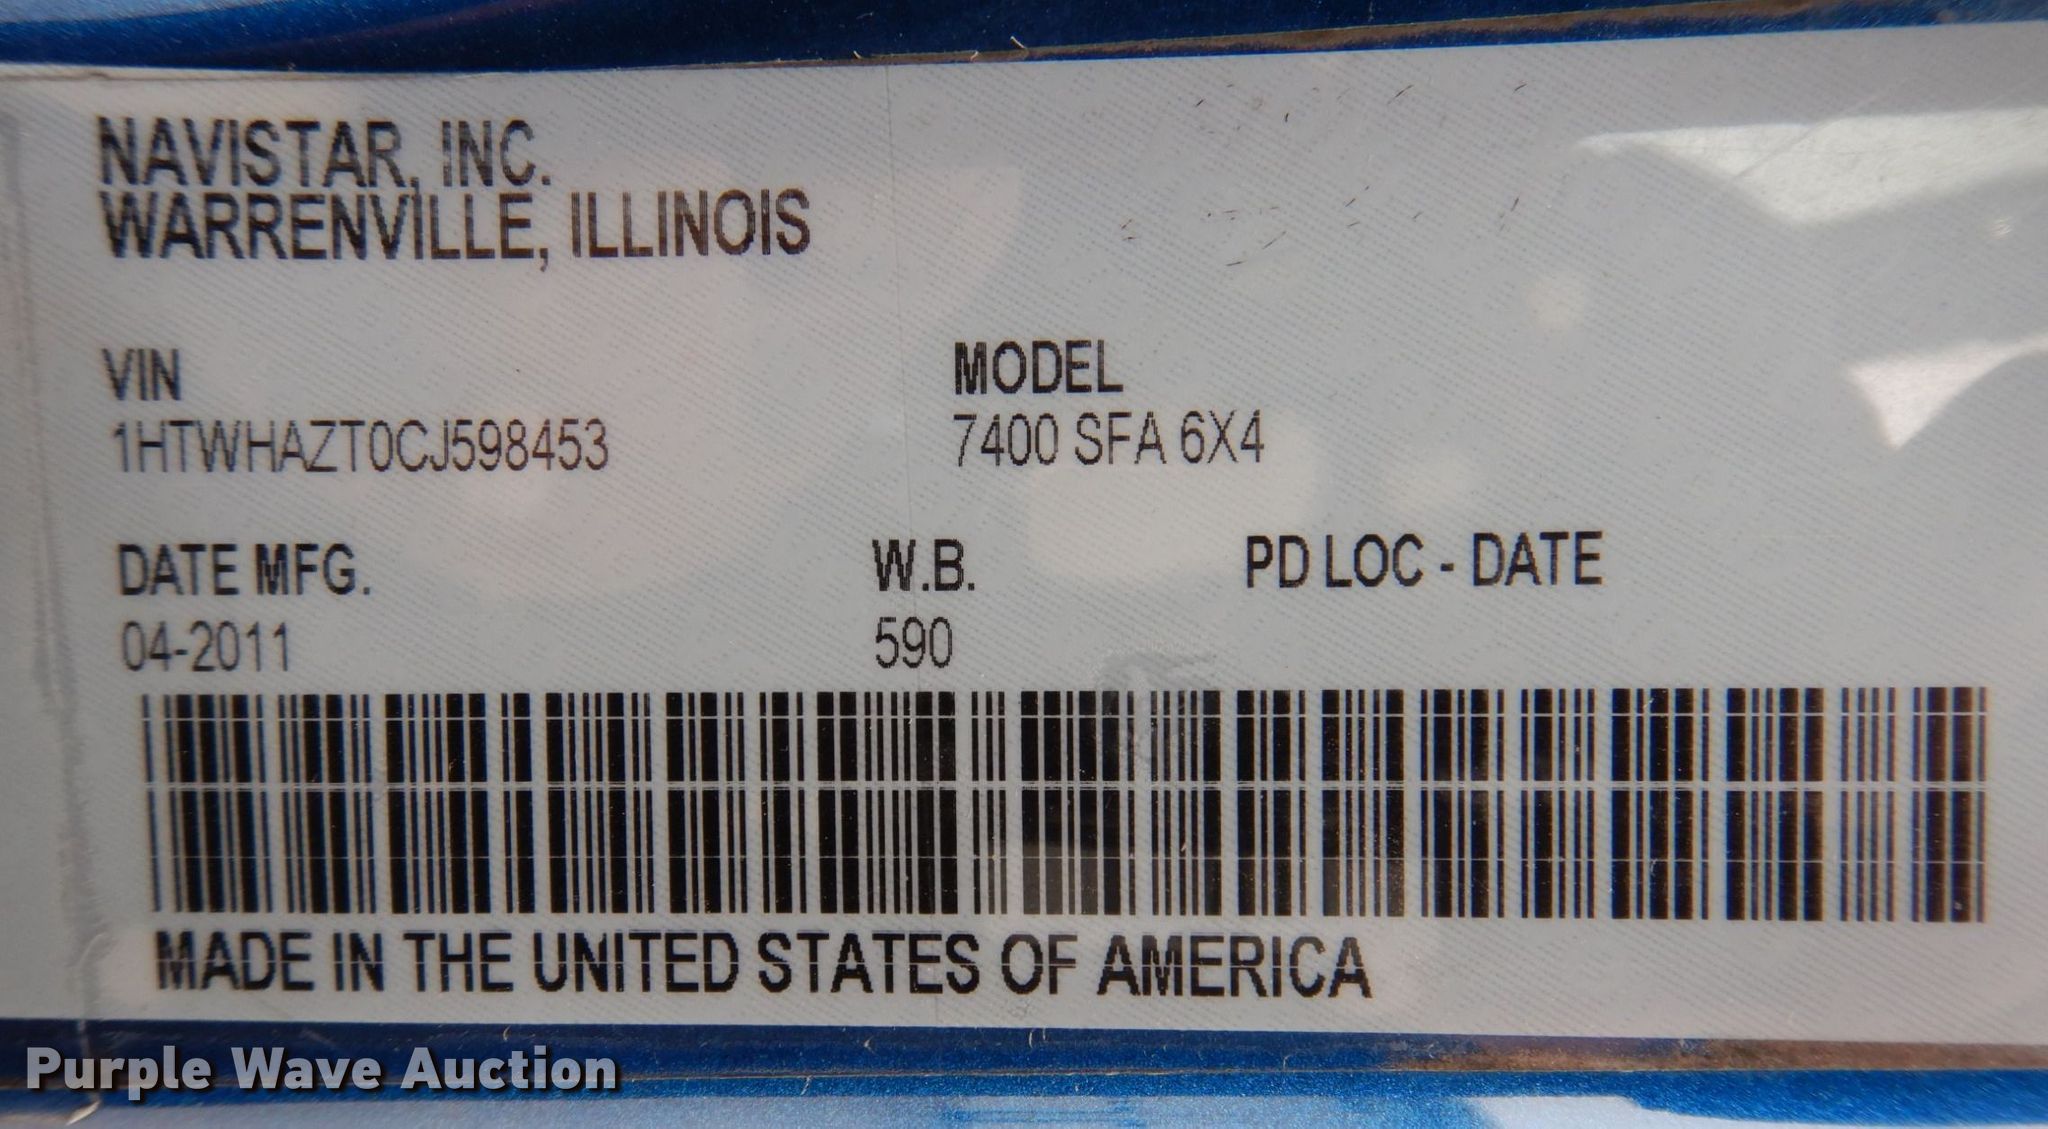 NAVISTAR, INC.
WARRENVILLE, ILLINOIS
VIN
1HTWHAZT0CJ598453
MODEL
7400 SFA 6X4
DATE MFG.
04-2011
W.B.
590
PD LOC - DATE
MADE IN THE UNITED STATES OF AMERICA
Purple Wave Auction